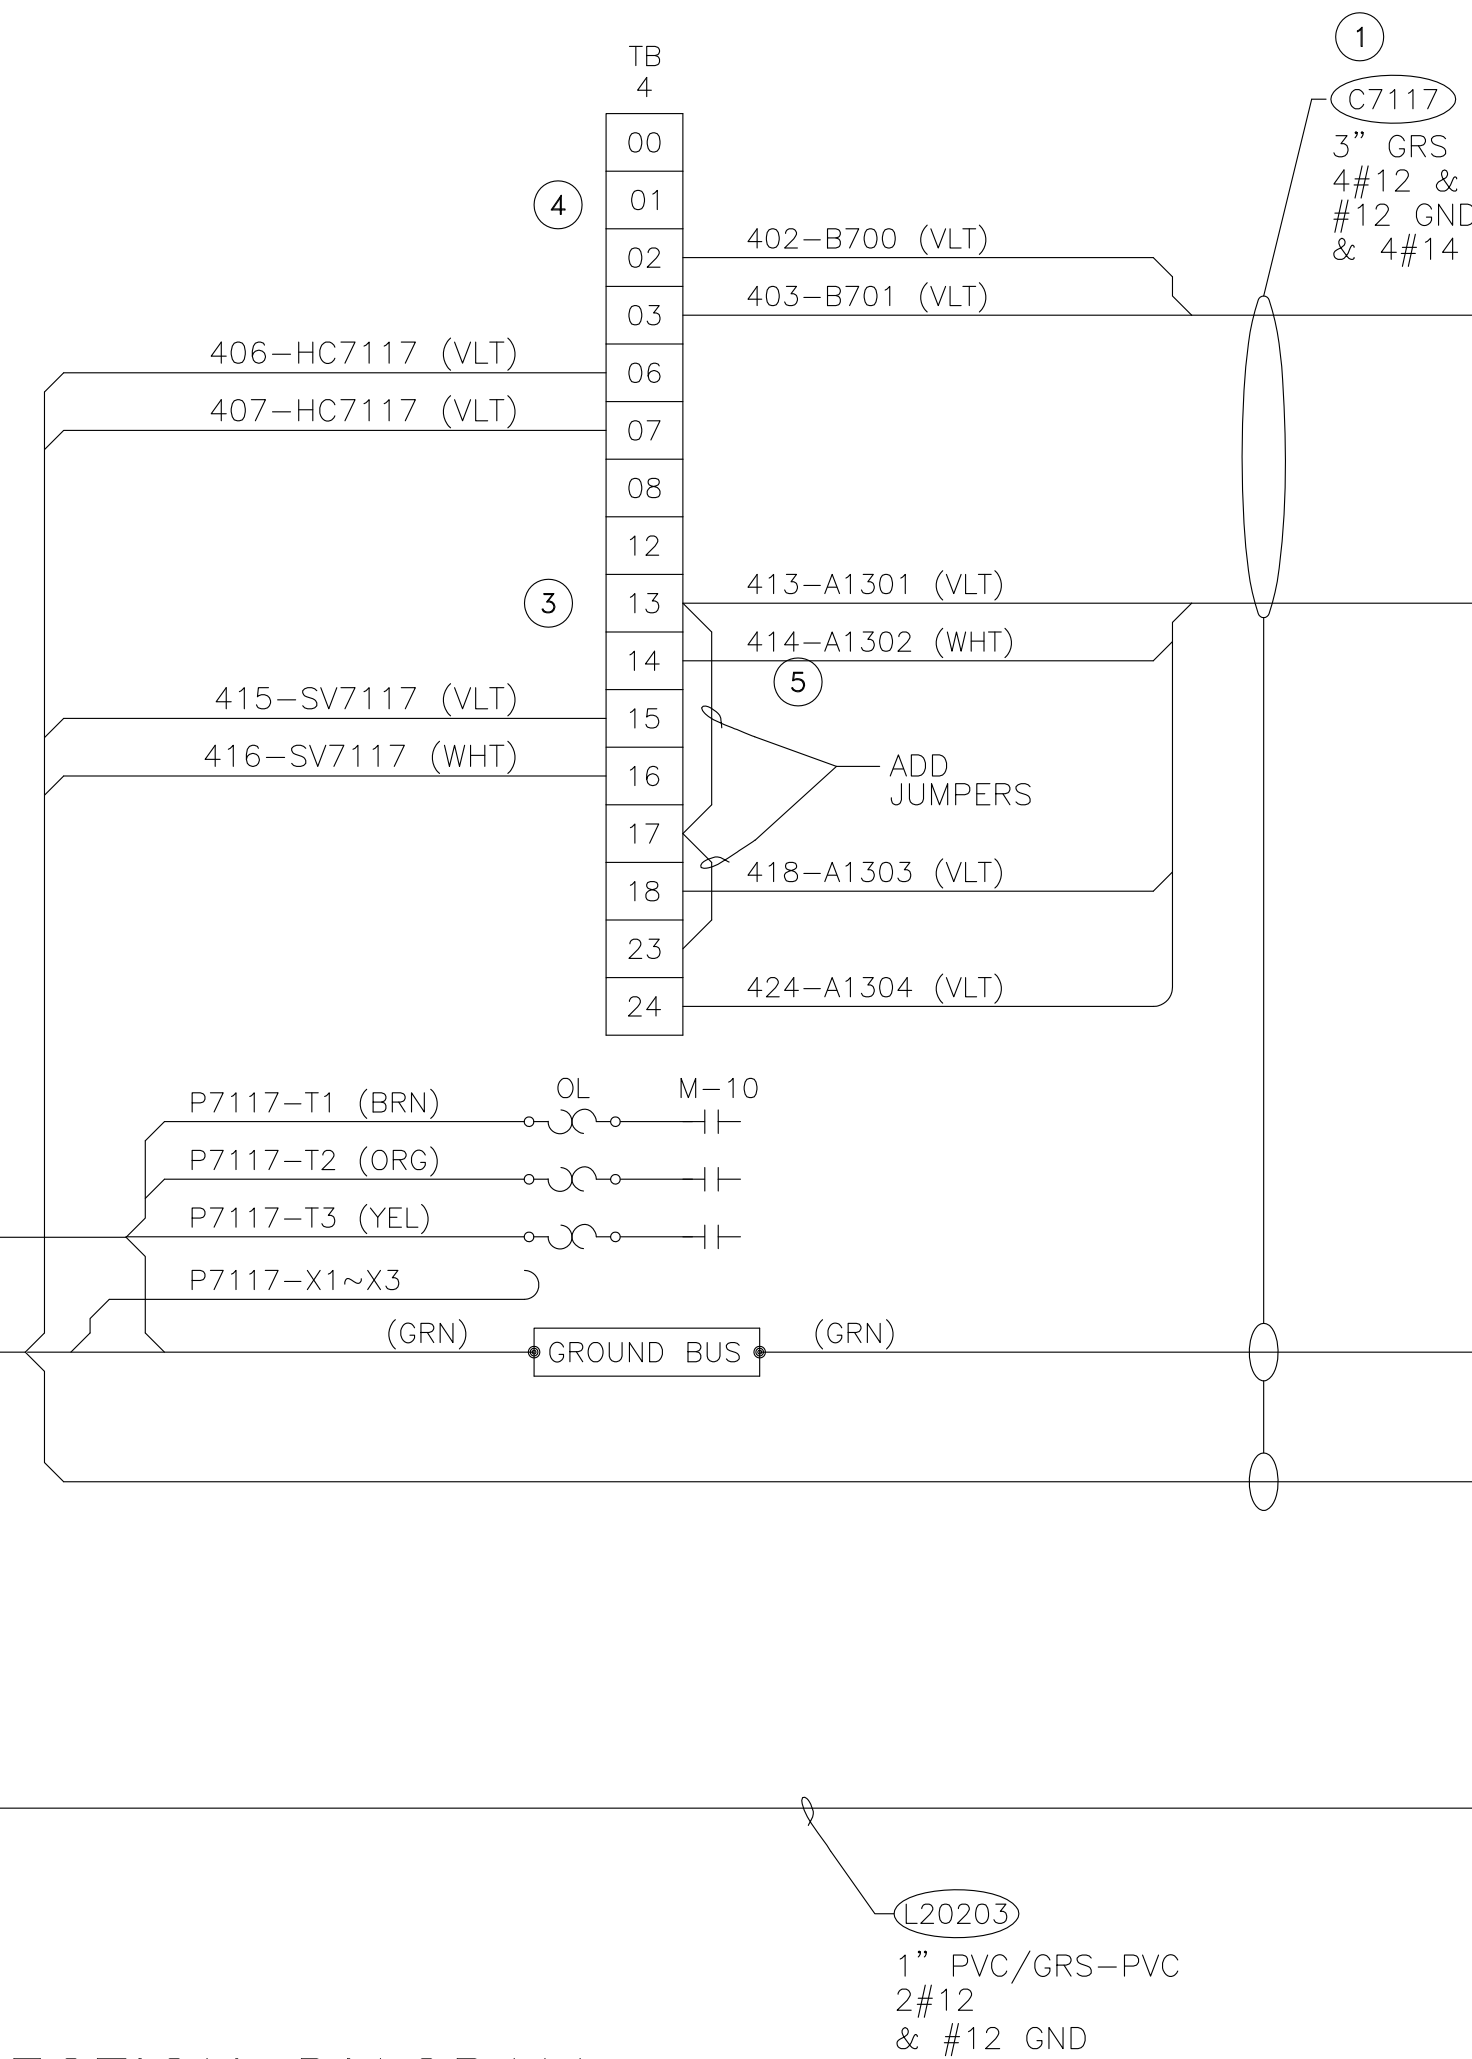 1
TB
4
C7117
3” GRS
4#12 &
#12 GND
& 4#14
00
4
01
402-B700 (VLT)
02
403-B701 (VLT)
03
406-HC7117 (VLT)
06
407-HC7117 (VLT)
07
08
12
413-A1301 (VLT)
3
13
414-A1302 (WHT)
14
5
415-SV7117 (VLT)
15
416-SV7117 (WHT)
16
ADD
JUMPERS
17
418-A1303 (VLT)
18
23
424-A1304 (VLT)
24
P7117-T1 (BRN)
OL
M-10
P7117-T2 (ORG)
P7117-T3 (YEL)
P7117-X1~X3
(GRN)
GROUND BUS
(GRN)
L20203
1” PVC/GRS-PVC
2#12
& #12 GND